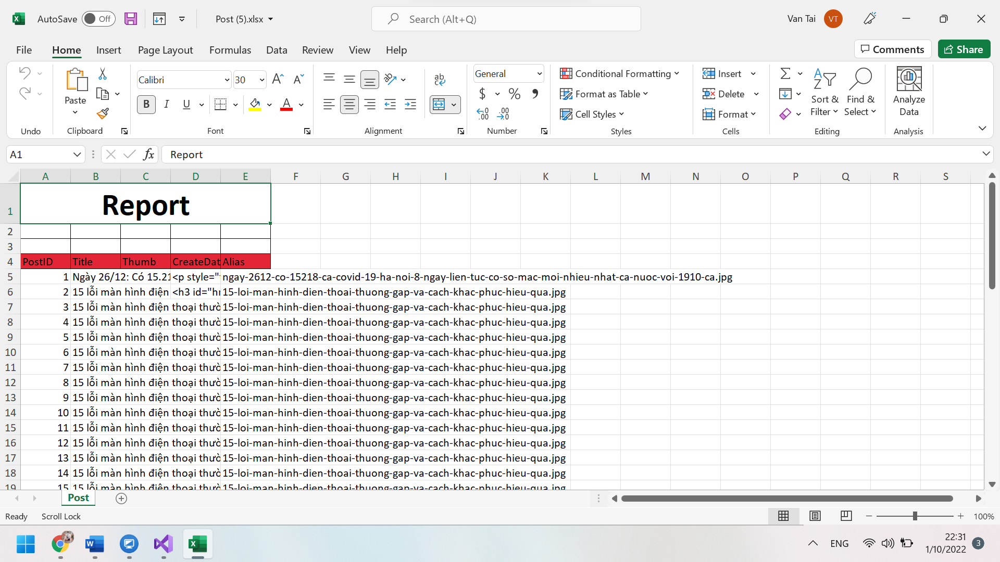 AutoSave Off Post (5).xlsx Search (Alt+Q) Van Tai VT
File Home Insert Page Layout Formulas Data Review View Help Comments Share
Undo
Paste
Clipboard
Calibri 30
B I U
Font
ab
Alignment
General
$ % ,
Number
Conditional Formatting
Format as Table
Cell Styles
Styles
Insert
Delete
Format
Cells
Sort & Filter
Find & Select
Editing
Analyze Data
Analysis
A1 fx Report
A B C D E F G H I J K L M N O P Q R S
1 Report
2
3
4 PostID Title Thumb CreateDat Alias
5 1 Ngày 26/12: Có 15.21 <p style=" ngay-2612-co-15218-ca-covid-19-ha-noi-8-ngay-lien-tuc-co-so-mac-moi-nhieu-nhat-ca-nuoc-voi-1910-ca.jpg
6 2 15 lỗi màn hình điện <h3 id="h 15-loi-man-hinh-dien-thoai-thuong-gap-va-cach-khac-phuc-hieu-qua.jpg
7 3 15 lỗi màn hình điện thoại thườ 15-loi-man-hinh-dien-thoai-thuong-gap-va-cach-khac-phuc-hieu-qua.jpg
8 4 15 lỗi màn hình điện thoại thườ 15-loi-man-hinh-dien-thoai-thuong-gap-va-cach-khac-phuc-hieu-qua.jpg
9 5 15 lỗi màn hình điện thoại thườ 15-loi-man-hinh-dien-thoai-thuong-gap-va-cach-khac-phuc-hieu-qua.jpg
10 6 15 lỗi màn hình điện thoại thườ 15-loi-man-hinh-dien-thoai-thuong-gap-va-cach-khac-phuc-hieu-qua.jpg
11 7 15 lỗi màn hình điện thoại thườ 15-loi-man-hinh-dien-thoai-thuong-gap-va-cach-khac-phuc-hieu-qua.jpg
12 8 15 lỗi màn hình điện thoại thườ 15-loi-man-hinh-dien-thoai-thuong-gap-va-cach-khac-phuc-hieu-qua.jpg
13 9 15 lỗi màn hình điện thoại thườ 15-loi-man-hinh-dien-thoai-thuong-gap-va-cach-khac-phuc-hieu-qua.jpg
14 10 15 lỗi màn hình điện thoại thườ 15-loi-man-hinh-dien-thoai-thuong-gap-va-cach-khac-phuc-hieu-qua.jpg
15 11 15 lỗi màn hình điện thoại thườ 15-loi-man-hinh-dien-thoai-thuong-gap-va-cach-khac-phuc-hieu-qua.jpg
16 12 15 lỗi màn hình điện thoại thườ 15-loi-man-hinh-dien-thoai-thuong-gap-va-cach-khac-phuc-hieu-qua.jpg
17 13 15 lỗi màn hình điện thoại thườ 15-loi-man-hinh-dien-thoai-thuong-gap-va-cach-khac-phuc-hieu-qua.jpg
18 14 15 lỗi màn hình điện thoại thườ 15-loi-man-hinh-dien-thoai-thuong-gap-va-cach-khac-phuc-hieu-qua.jpg
19 15 15 lỗi màn hình điện thoại thườ 15-loi-man-hinh-dien-thoai-thuong-gap-va-cach-khac-phuc-hieu-qua.jpg
Post
Ready Scroll Lock 100%
ENG 22:31
1/10/2022 3